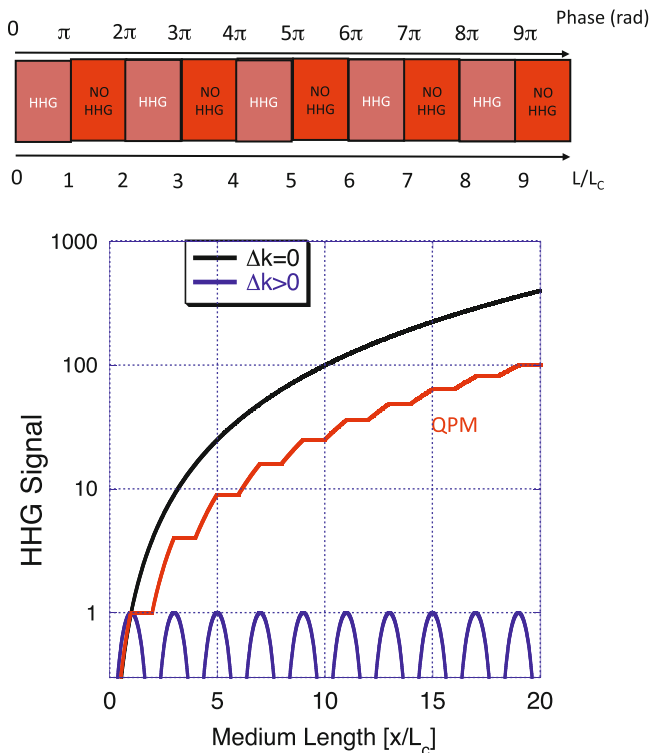 0 π 2π 3π 4π 5π 6π 7π 8π 9π Phase (rad)
HHG NO HHG HHG NO HHG HHG NO HHG HHG NO HHG HHG NO HHG
0 1 2 3 4 5 6 7 8 9 L/L_C
1000
Δk=0
Δk>0
100
QPM
10
1
HHG Signal
0 5 10 15 20
Medium Length [x/L_c]